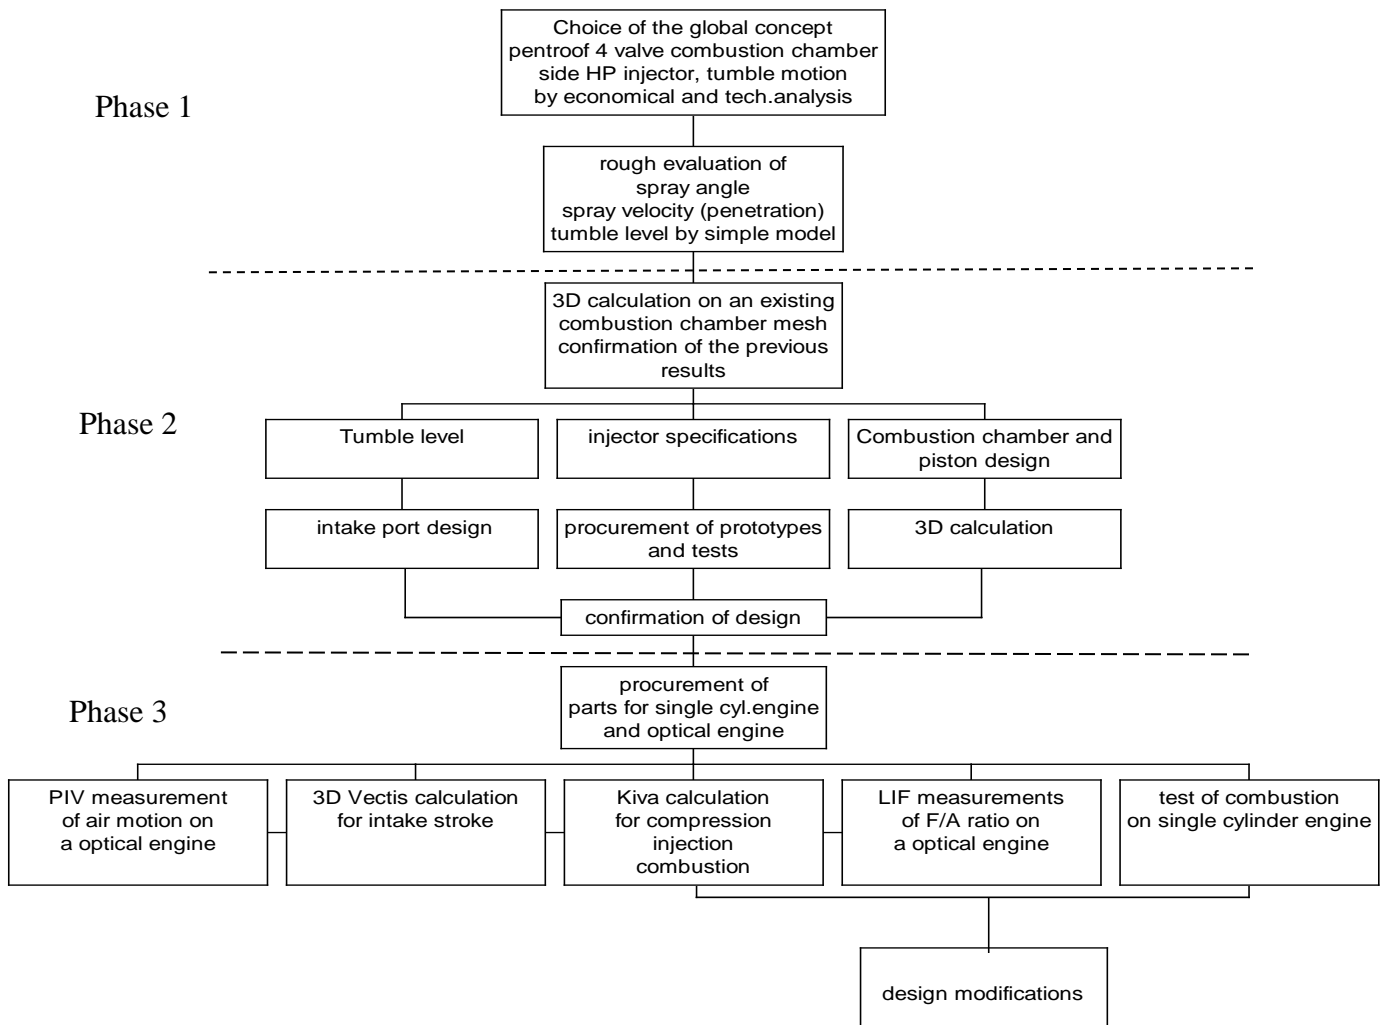 Choice of the global concept
pentroof 4 valve combustion chamber
side HP injector, tumble motion
by economical and tech.analysis
Phase 1
rough evaluation of
spray angle
spray velocity (penetration)
tumble level by simple model
3D calculation on an existing
combustion chamber mesh
confirmation of the previous
results
Phase 2
Tumble level
injector specifications
Combustion chamber and
piston design
intake port design
procurement of prototypes
and tests
3D calculation
confirmation of design
Phase 3
procurement of
parts for single cyl.engine
and optical engine
PIV measurement
of air motion on
a optical engine
3D Vectis calculation
for intake stroke
Kiva calculation
for compression
injection
combustion
LIF measurements
of F/A ratio on
a optical engine
test of combustion
on single cylinder engine
design modifications